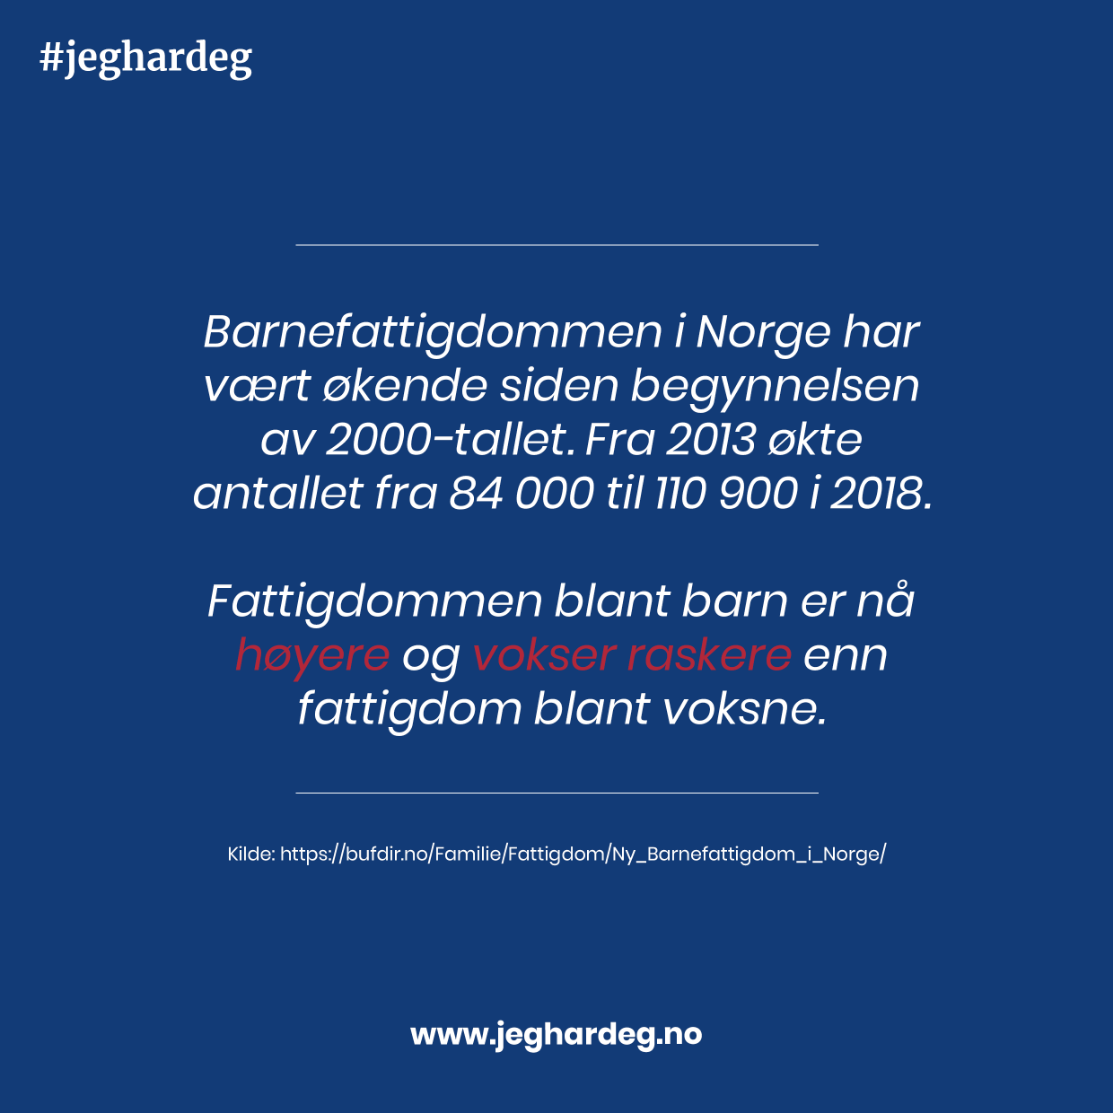 #jeghardeg
Barnefattigdommen i Norge har
vært økende siden begynnelsen
av 2000-tallet. Fra 2013 økte
antallet fra 84 000 til 110 900 i 2018.
Fattigdommen blant barn er nå
høyere og vokser raskere enn
fattigdom blant voksne.
Kilde: https://bufdir.no/Familie/Fattigdom/Ny_Barnefattigdom_i_Norge/
www.jeghardeg.no